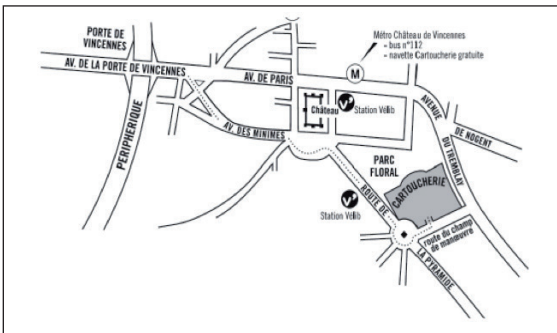 PORTE DE
VINCENNES
AV. DE LA PORTE DE VINCENNES
PERIPHERIQUE
AV. DE PARIS
Métro Château de Vincennes
- bus n°112
- navette Cartoucherie gratuite
M
Château
V
Station Vélib
AV. DES MINIMES
AVENUE
DE NOGENT
DU TREMBLAY
PARC
FLORAL
CARTOUCHERIE
V
Station Vélib
ROUTE DE
LA PYRAMIDE
route du champ
de manœuvre